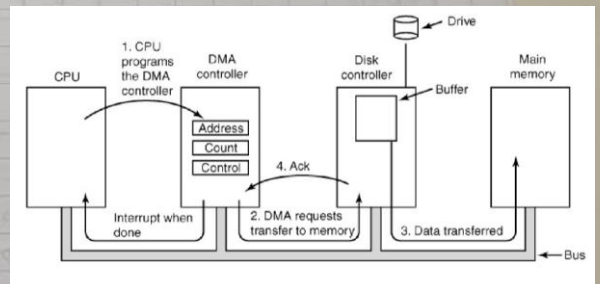 Drive
1. CPU
programs
the DMA
controller
CPU
DMA
controller
Disk
controller
Main
memory
Buffer
Address
Count
Control
4. Ack
Interrupt when
done
2. DMA requests
transfer to memory
3. Data transferred
Bus